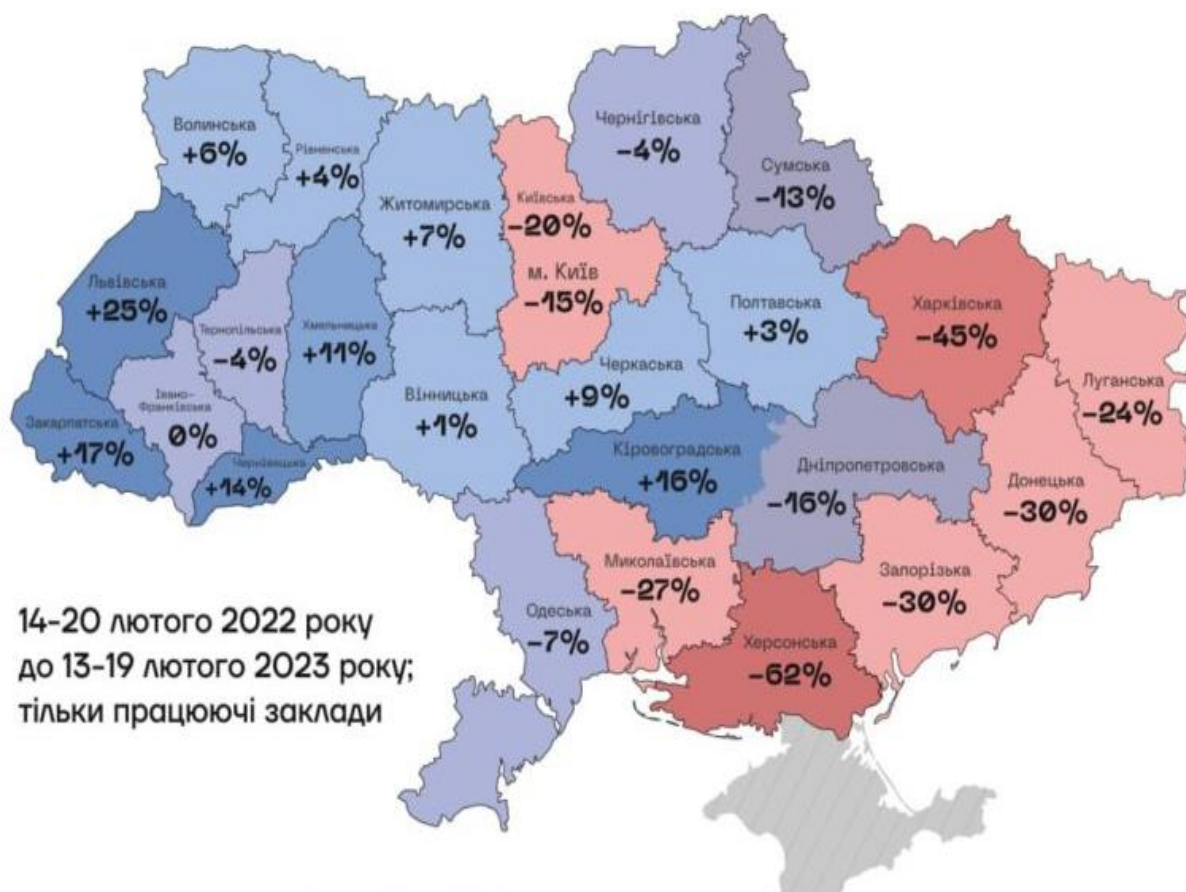 Волинська
+6%
Рівненська
+4%
Житомирська
+7%
Київська
-20%
м. Київ
-15%
Чернігівська
-4%
Сумська
-13%
Львівська
+25%
Тернопільська
-4%
Хмельницька
+11%
Вінницька
+1%
Черкаська
+9%
Полтавська
+3%
Харківська
-45%
Луганська
-24%
Закарпатська
+17%
Івано-
Франківська
0%
Чернівецька
+14%
Кіровоградська
+16%
Дніпропетровська
-16%
Донецька
-30%
Одеська
-7%
Миколаївська
-27%
Запорізька
-30%
Херсонська
-62%
14-20 лютого 2022 року
до 13-19 лютого 2023 року;
тільки працюючі заклади